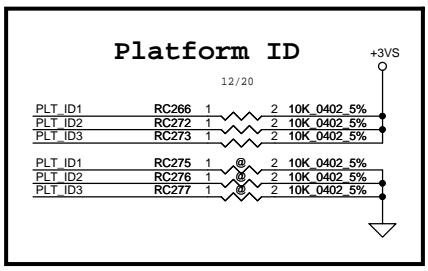 Platform ID
+3VS
12/20
PLT_ID1 RC266 1 2 10K_0402_5%
PLT_ID2 RC272 1 2 10K_0402_5%
PLT_ID3 RC273 1 2 10K_0402_5%
PLT_ID1 RC275 1 @ 2 10K_0402_5%
PLT_ID2 RC276 1 @ 2 10K_0402_5%
PLT_ID3 RC277 1 @ 2 10K_0402_5%